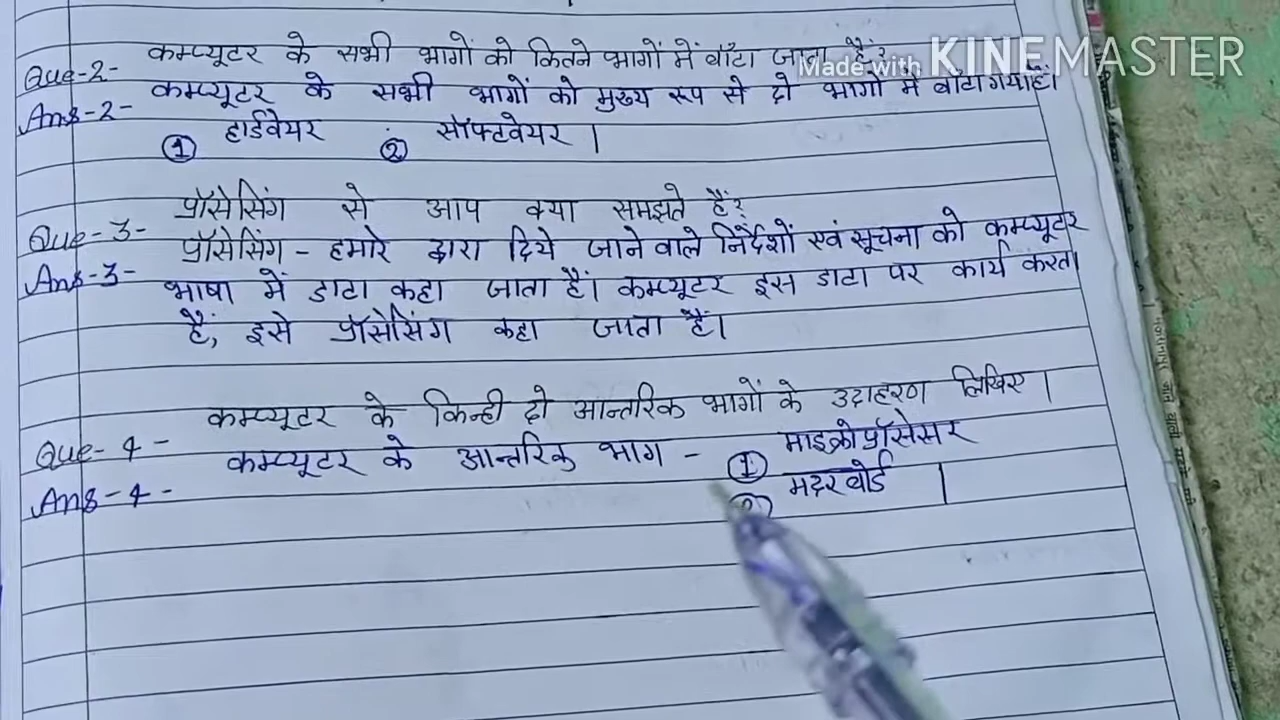 Made with KINEMASTER
Que-2- कम्प्यूटर के सभी भागों को कितने भागों में बाँटा जाता है?
Ans-2- कम्प्यूटर के सभी भागों को मुख्य रूप से दो भागों में बाँटा गया है।
① हार्डवेयर ② सॉफ्टवेयर ।
Que-3- प्रॉसेसिंग से आप क्या समझते हैं?
Ans-3- प्रॉसेसिंग - हमारे द्वारा दिये जाने वाले निर्देशों एवं सूचना को कम्प्यूटर
भाषा में डाटा कहा जाता है। कम्प्यूटर इस डाटा पर कार्य करता
है, इसे प्रॉसेसिंग कहा जाता है।
Que-4- कम्प्यूटर के किन्ही दो आन्तरिक भागों के उदाहरण लिखिए ।
Ans-4- कम्प्यूटर के आन्तरिक भाग - ① माइक्रोप्रॉसेसर
② मदरबोर्ड ।